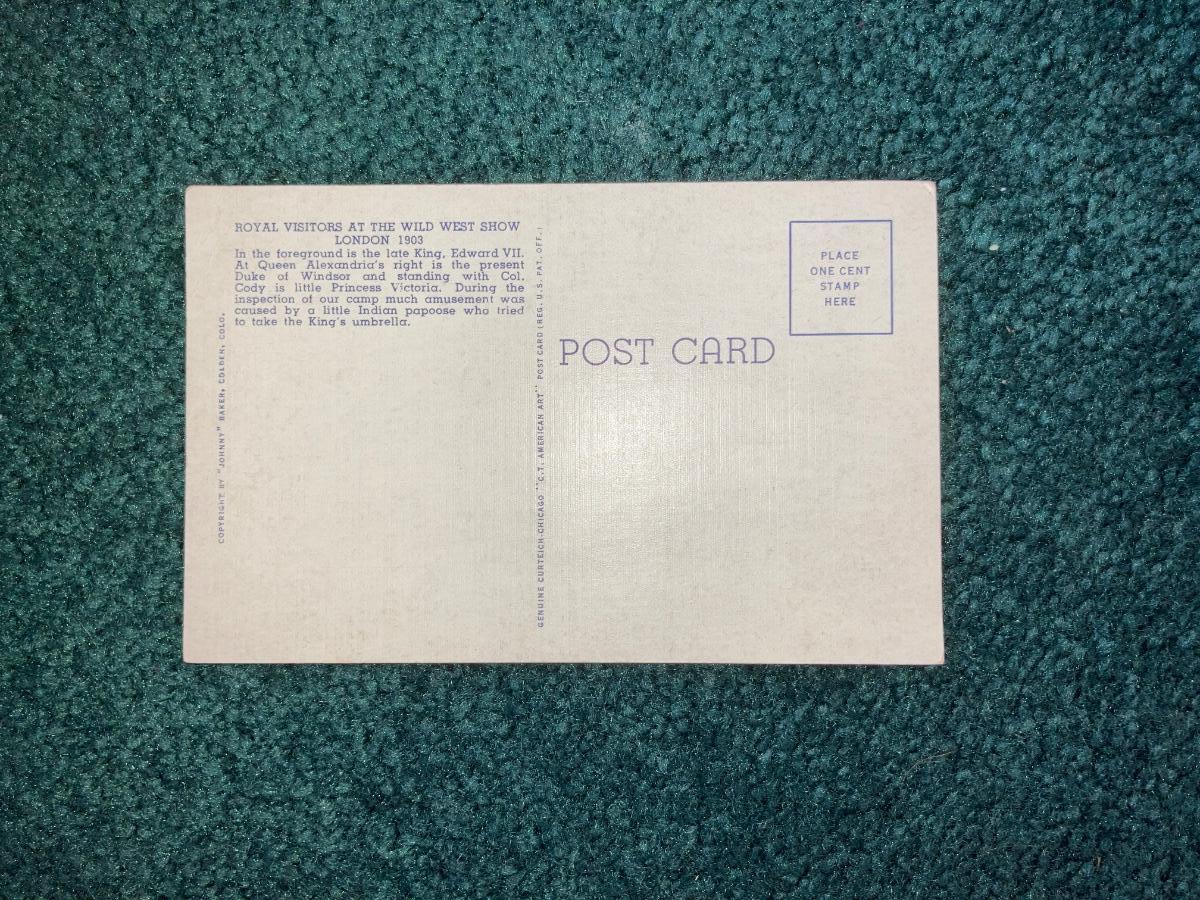 ROYAL VISITORS AT THE WILD WEST SHOW
LONDON 1903
In the foreground is the late King, Edward VII.
At Queen Alexandria's right is the present
Duke of Windsor and standing with Col.
Cody is little Princess Victoria. During the
inspection of our camp much amusement was
caused by a little Indian papoose who tried
to take the King's umbrella.
COPYRIGHT BY "JOHNNY" BAKER, GOLDEN, COLO.
GENUINE CURTEICH-CHICAGO "C.T. AMERICAN ART" POST CARD (REG. U.S. PAT. OFF.)
POST CARD
PLACE
ONE CENT
STAMP
HERE